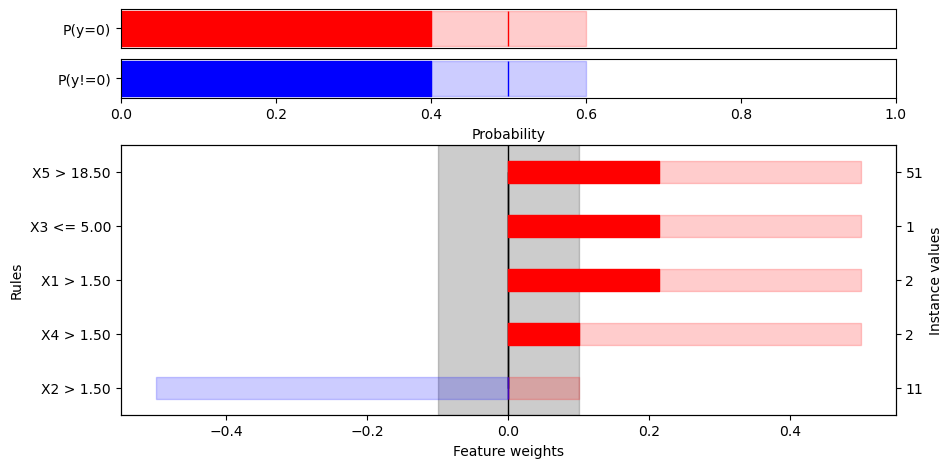 P(y=0)
P(y!=0)
0.0 0.2 0.4 0.6 0.8 1.0
Probability
X5 > 18.50 51
X3 <= 5.00 1
X1 > 1.50 2
X4 > 1.50 2
X2 > 1.50 11
Rules
Instance values
−0.4 −0.2 0.0 0.2 0.4
Feature weights